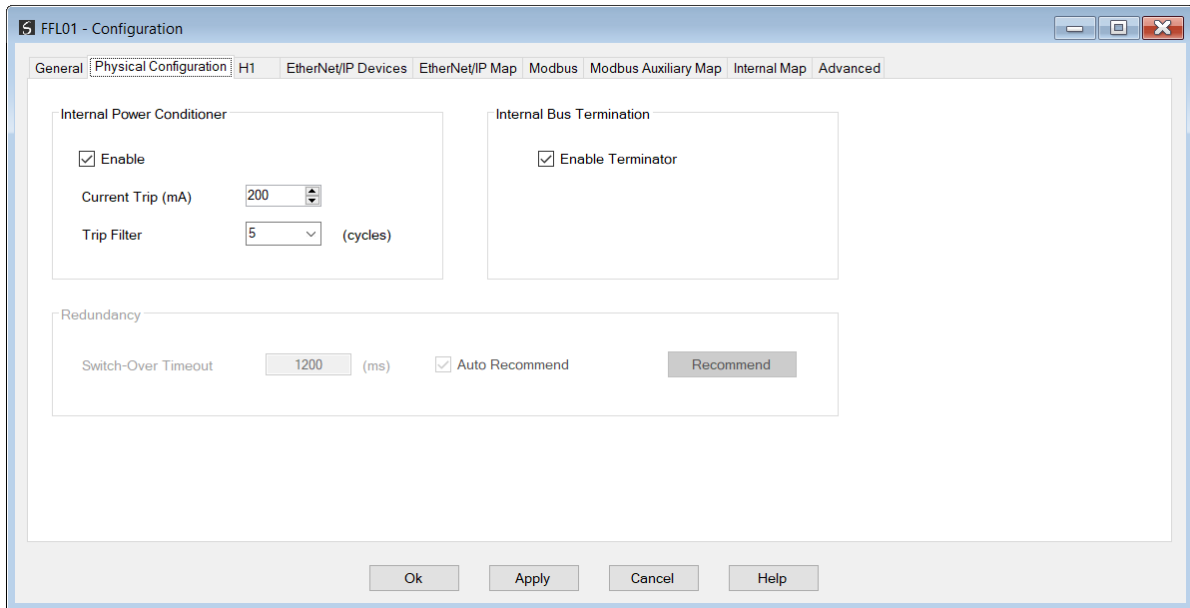 FFL01 - Configuration
General Physical Configuration H1 EtherNet/IP Devices EtherNet/IP Map Modbus Modbus Auxiliary Map Internal Map Advanced
Internal Power Conditioner
Internal Bus Termination
Enable
Enable Terminator
Current Trip (mA) 200
Trip Filter 5 (cycles)
Redundancy
Switch-Over Timeout 1200 (ms) Auto Recommend Recommend
Ok Apply Cancel Help